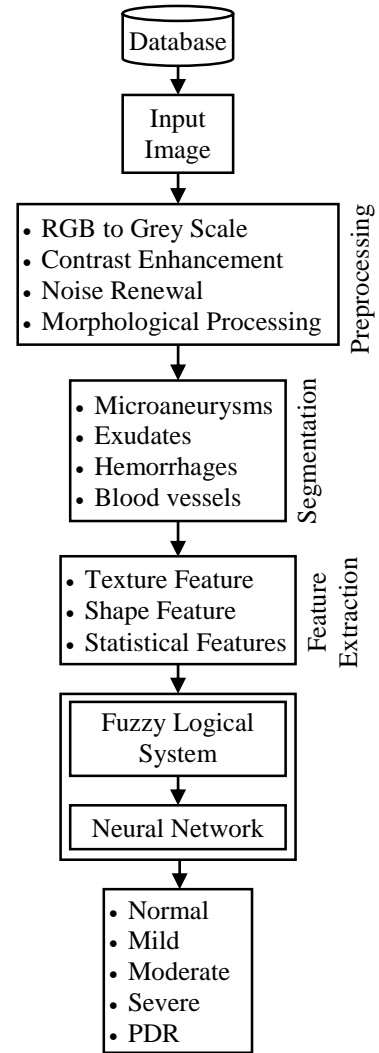 Database
Input
Image
• RGB to Grey Scale
• Contrast Enhancement
• Noise Renewal
• Morphological Processing
Preprocessing
• Microaneurysms
• Exudates
• Hemorrhages
• Blood vessels
Segmentation
• Texture Feature
• Shape Feature
• Statistical Features
Feature
Extraction
Fuzzy Logical
System
Neural Network
• Normal
• Mild
• Moderate
• Severe
• PDR